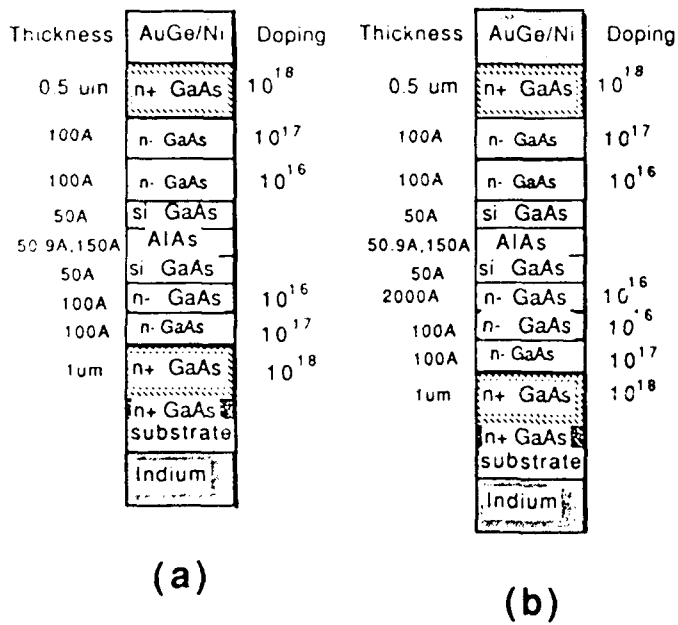 Thickness AuGe/Ni Doping
0.5 um n+ GaAs 10^18
100A n- GaAs 10^17
100A n- GaAs 10^16
50A si GaAs
50.9A,150A AlAs
50A si GaAs
100A n- GaAs 10^16
100A n- GaAs 10^17
1um n+ GaAs 10^18
n+ GaAs
substrate
Indium
(a)
Thickness AuGe/Ni Doping
0.5 um n+ GaAs 10^18
100A n- GaAs 10^17
100A n- GaAs 10^16
50A si GaAs
50.9A,150A AlAs
50A si GaAs
2000A n- GaAs 10^16
100A n- GaAs 10^16
100A n- GaAs 10^17
1um n+ GaAs 10^18
n+ GaAs
substrate
Indium
(b)